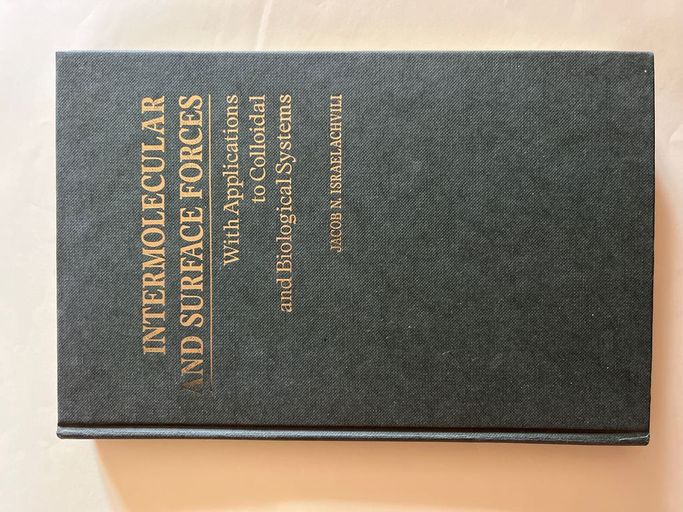 INTERMOLECULAR
AND SURFACE FORCES
With Applications
to Colloidal
and Biological Systems
JACOB N. ISRAELACHVILI